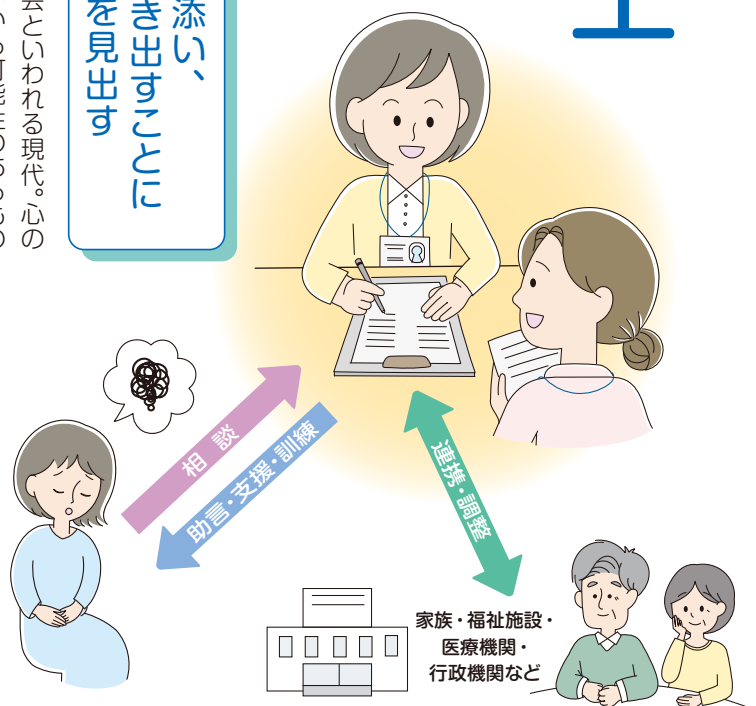 添い、
き出すことに
を見出す
といわれる現代。心の
相談
助言・支援・訓練
連携・調整
家族・福祉施設・
医療機関・
行政機関など